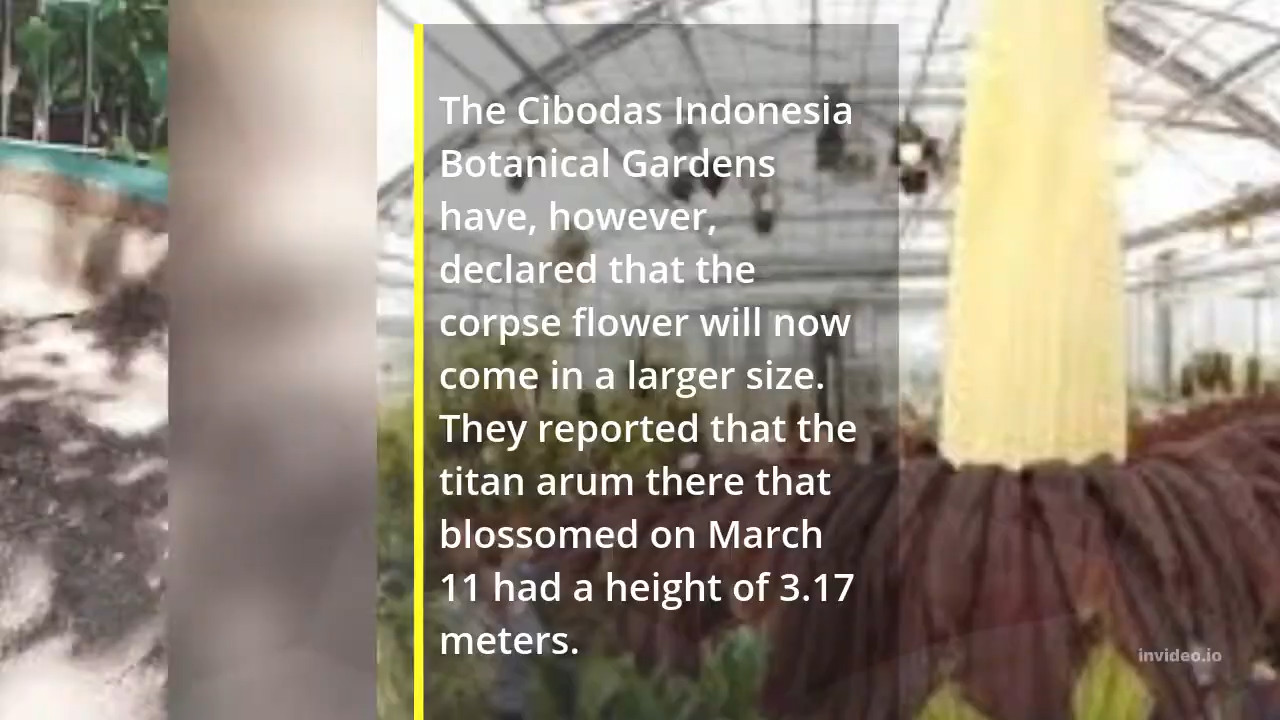 The Cibodas Indonesia
Botanical Gardens
have, however,
declared that the
corpse flower will now
come in a larger size.
They reported that the
titan arum there that
blossomed on March
11 had a height of 3.17
meters.
invideo.io